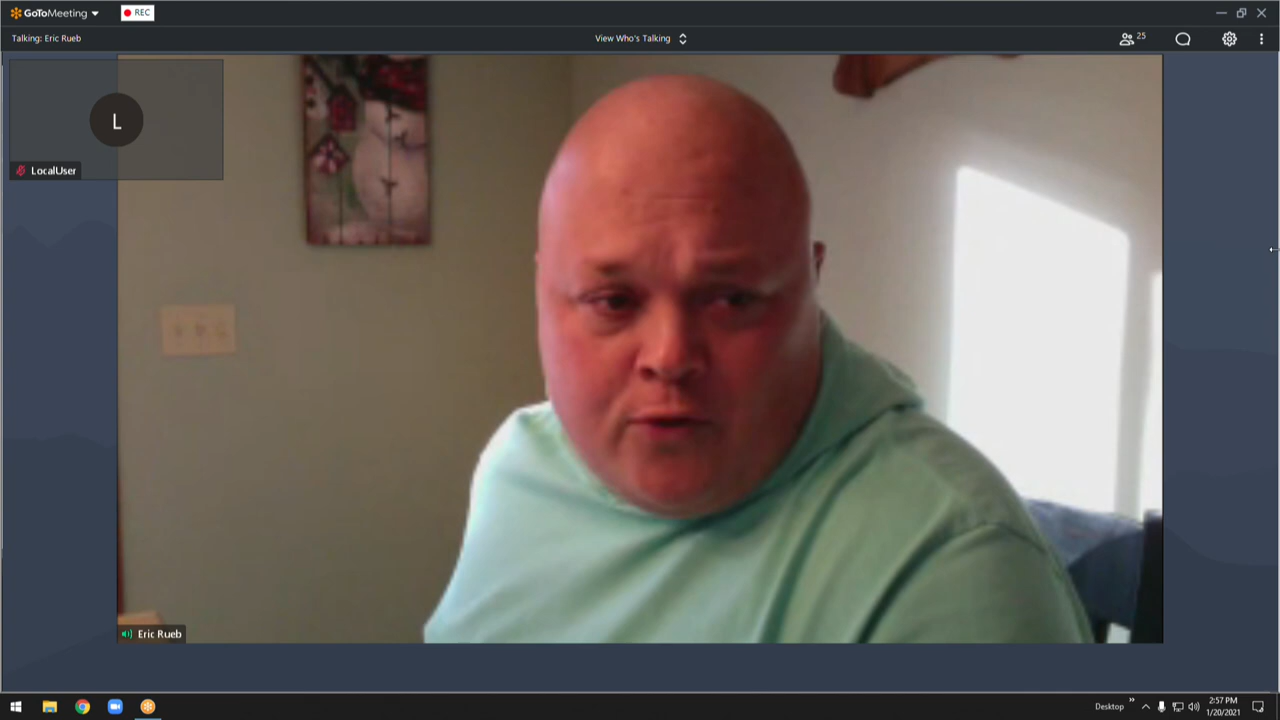 GoToMeeting
REC
Talking: Eric Rueb
View Who's Talking
25
L
LocalUser
Eric Rueb
Desktop
»
2:57 PM
1/20/2021